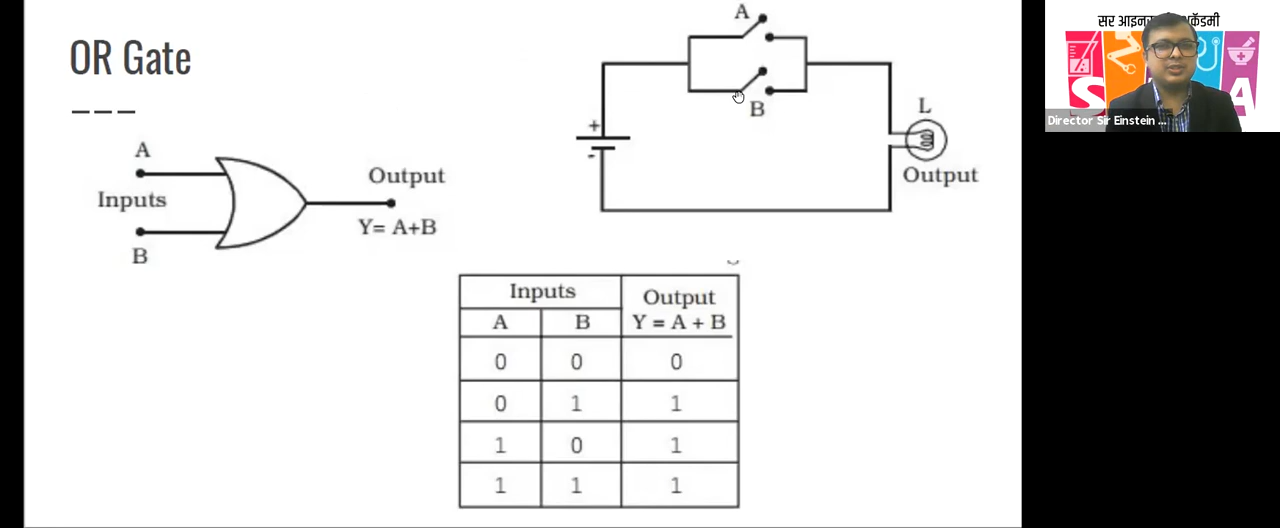 OR Gate
A
Inputs
B
Output
Y= A+B
A
B
+
-
L
Output
Inputs Output
A B Y = A + B
0 0 0
0 1 1
1 0 1
1 1 1
सर आइन
कॅडमी
S
A
Director Sir Einstein ...